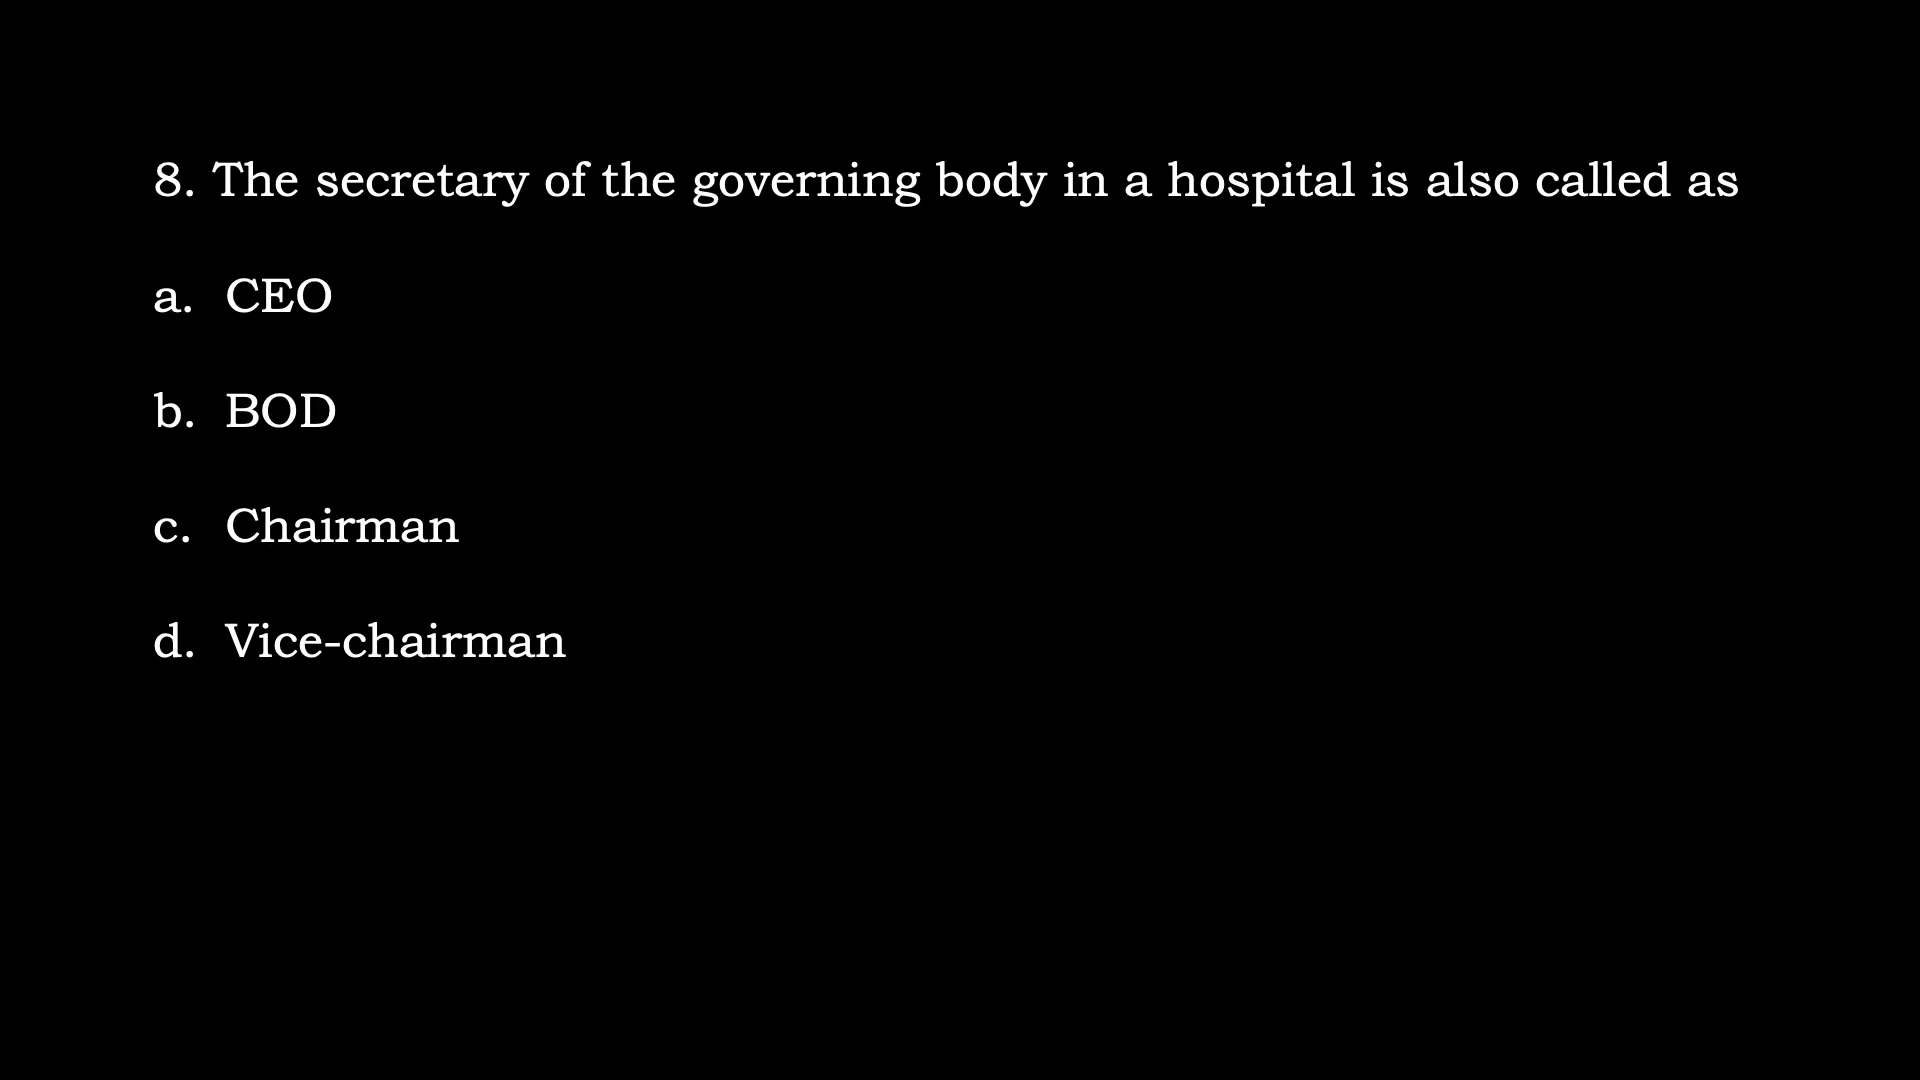 8. The secretary of the governing body in a hospital is also called as
a. CEO
b. BOD
c. Chairman
d. Vice-chairman